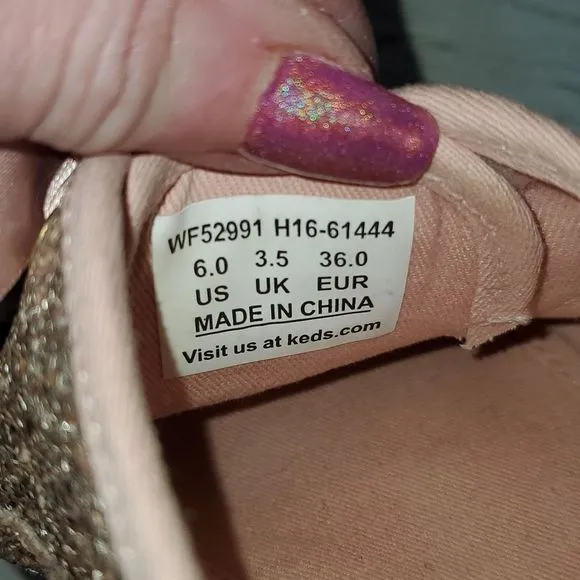 WF52991 H16-61444
6.0 3.5 36.0
US UK EUR
MADE IN CHINA
Visit us at keds.com